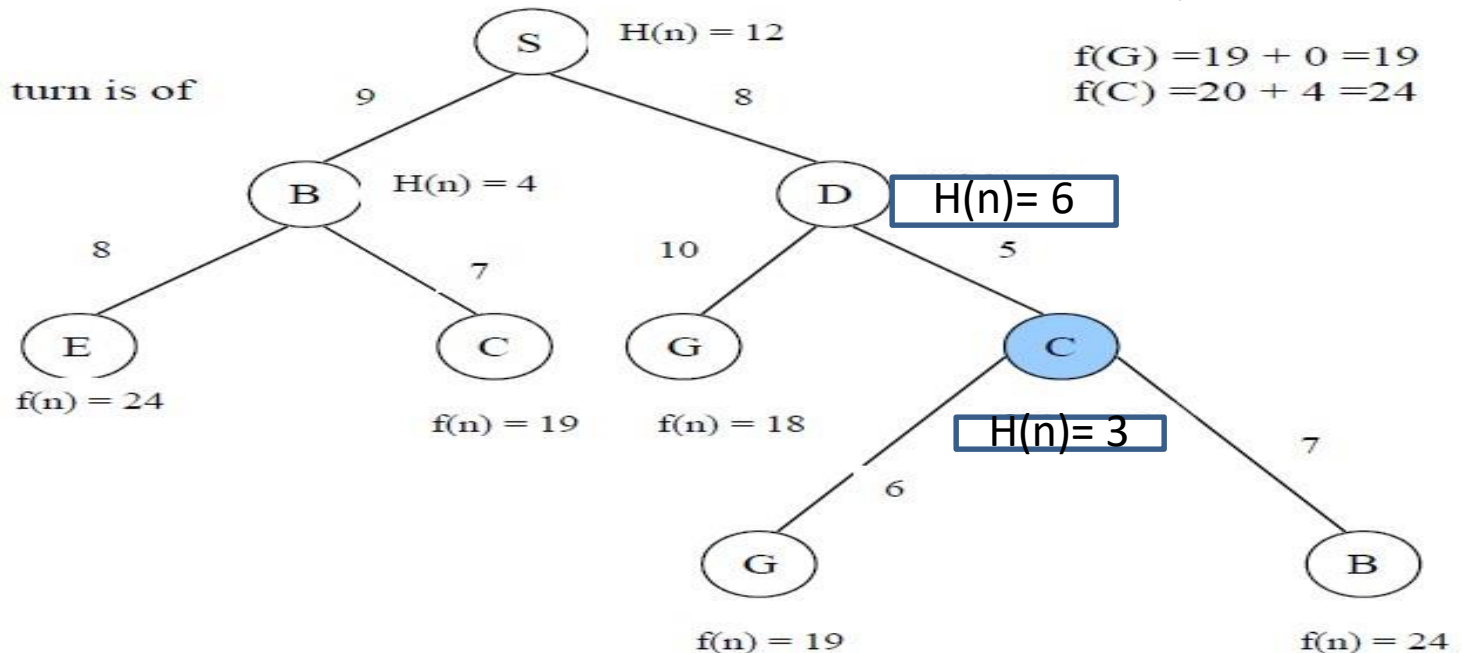 S
H(n) = 12
f(G) =19 + 0 =19
turn is of
9
8
f(C) =20 + 4 =24
B
H(n) = 4
D
H(n)= 6
8
7
10
5
E
C
G
C
f(n) = 24
f(n) = 19
f(n) = 18
H(n)= 3
7
6
G
B
f(n) = 19
f(n) = 24